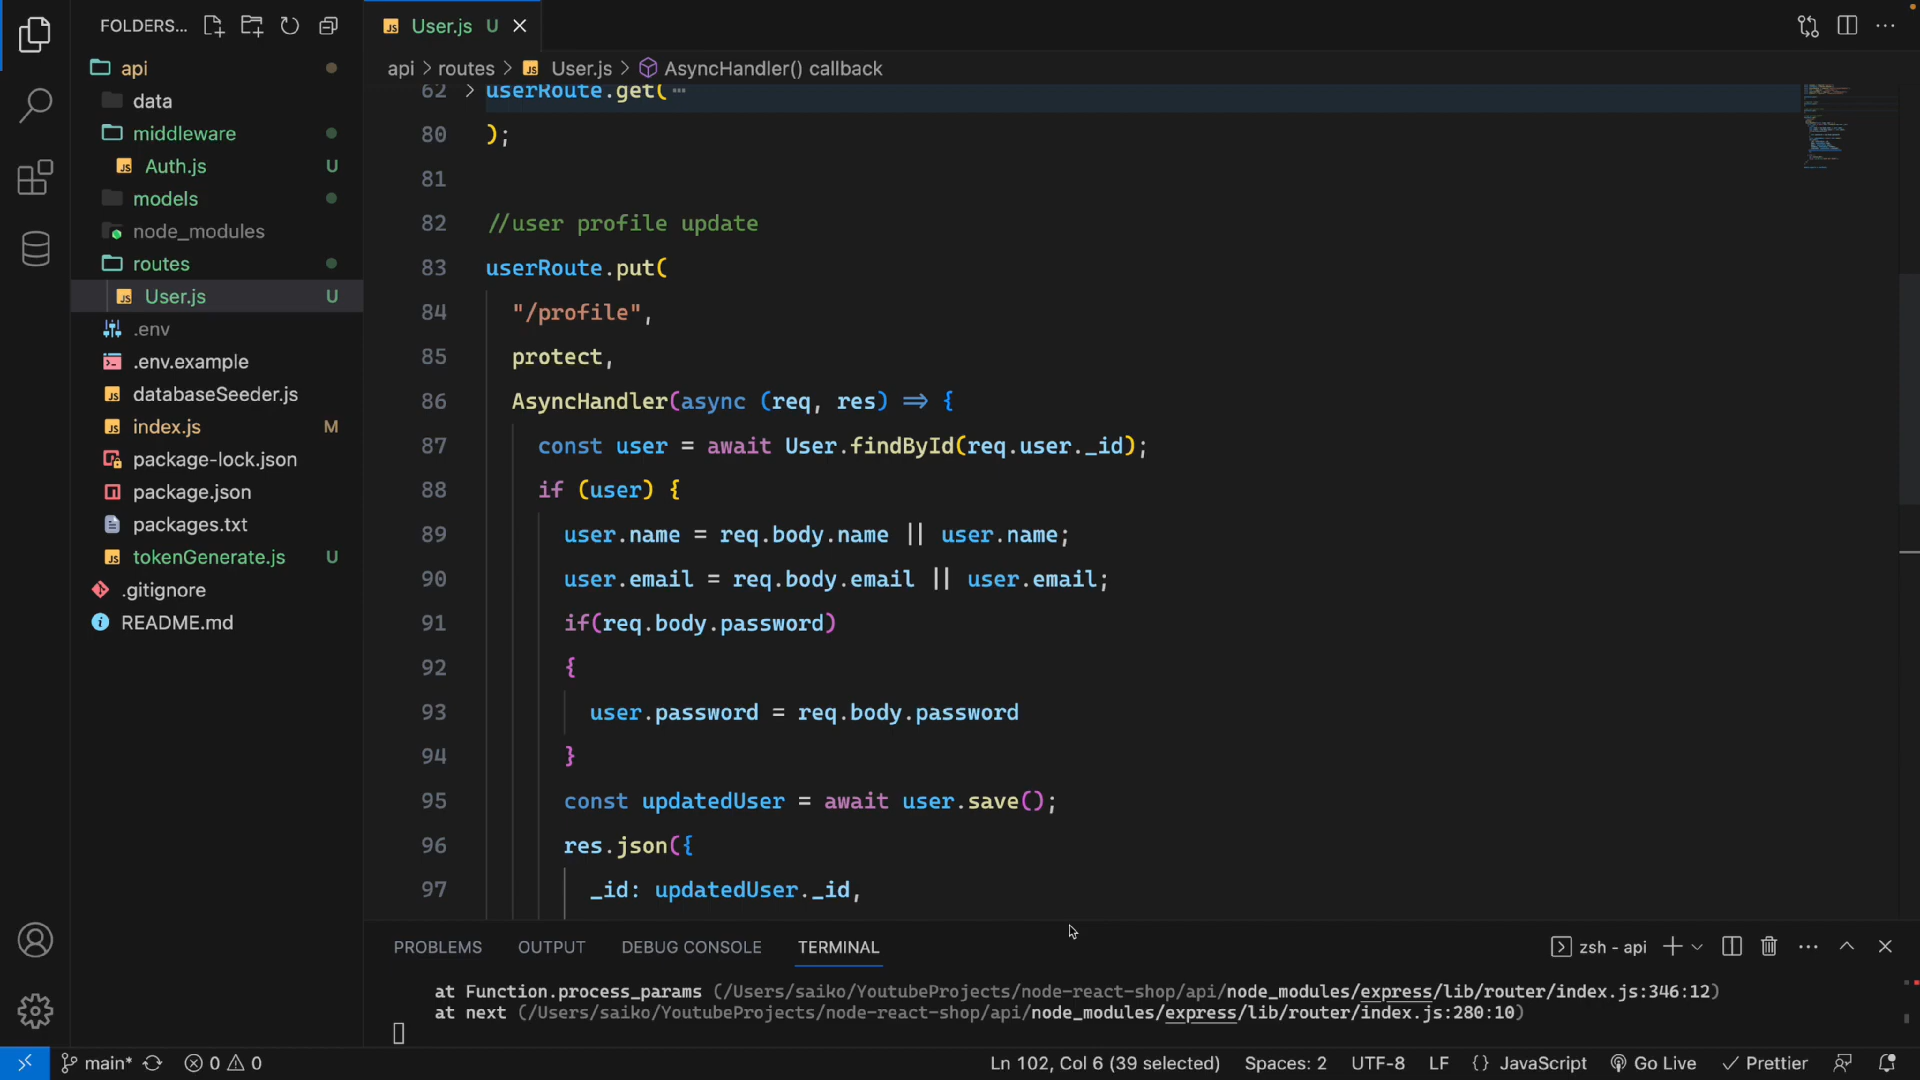 FOLDERS...
api
data
middleware
Auth.js U
models
node_modules
routes
User.js U
.env
.env.example
databaseSeeder.js
index.js M
package-lock.json
package.json
packages.txt
tokenGenerate.js U
.gitignore
README.md
User.js U
api > routes > JS User.js > AsyncHandler() callback
62 > userRoute.get( ⋯
80 );
81
82 //user profile update
83 userRoute.put(
84 "/profile",
85 protect,
86 AsyncHandler(async (req, res) => {
87 const user = await User.findById(req.user._id);
88 if (user) {
89 user.name = req.body.name || user.name;
90 user.email = req.body.email || user.email;
91 if(req.body.password)
92 {
93 user.password = req.body.password
94 }
95 const updatedUser = await user.save();
96 res.json({
97 _id: updatedUser._id,
PROBLEMS OUTPUT DEBUG CONSOLE TERMINAL
zsh - api
at Function.process_params (/Users/saiko/YoutubeProjects/node-react-shop/api/node_modules/express/lib/router/index.js:346:12)
at next (/Users/saiko/YoutubeProjects/node-react-shop/api/node_modules/express/lib/router/index.js:280:10)
main* 0 0
Ln 102, Col 6 (39 selected) Spaces: 2 UTF-8 LF {} JavaScript Go Live Prettier